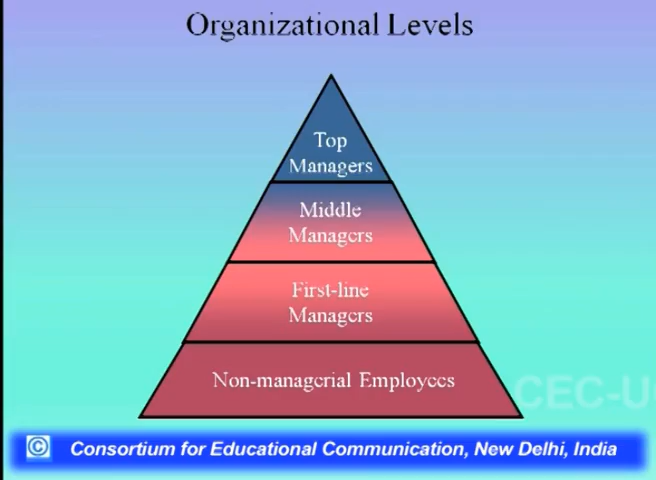 Organizational Levels
Top
Managers
Middle
Managers
First-line
Managers
Non-managerial Employees
CEC-U
© Consortium for Educational Communication, New Delhi, India